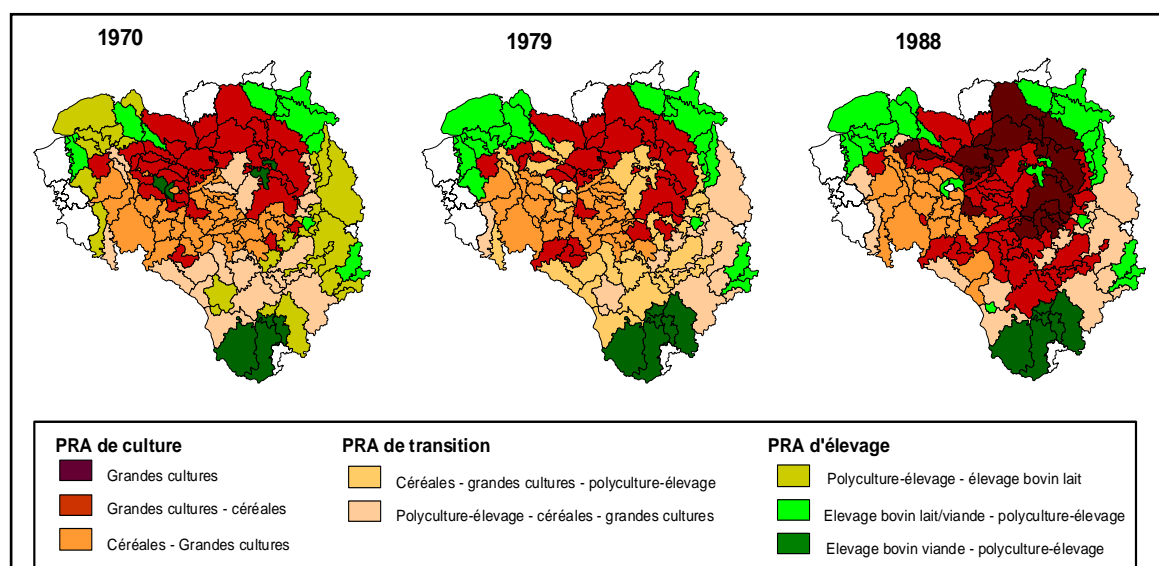 1970
1979
1988
PRA de culture
Grandes cultures
Grandes cultures - céréales
Céréales - Grandes cultures
PRA de transition
Céréales - grandes cultures - polyculture-élevage
Polyculture-élevage - céréales - grandes cultures
PRA d'élevage
Polyculture-élevage - élevage bovin lait
Elevage bovin lait/viande - polyculture-élevage
Elevage bovin viande - polyculture-élevage